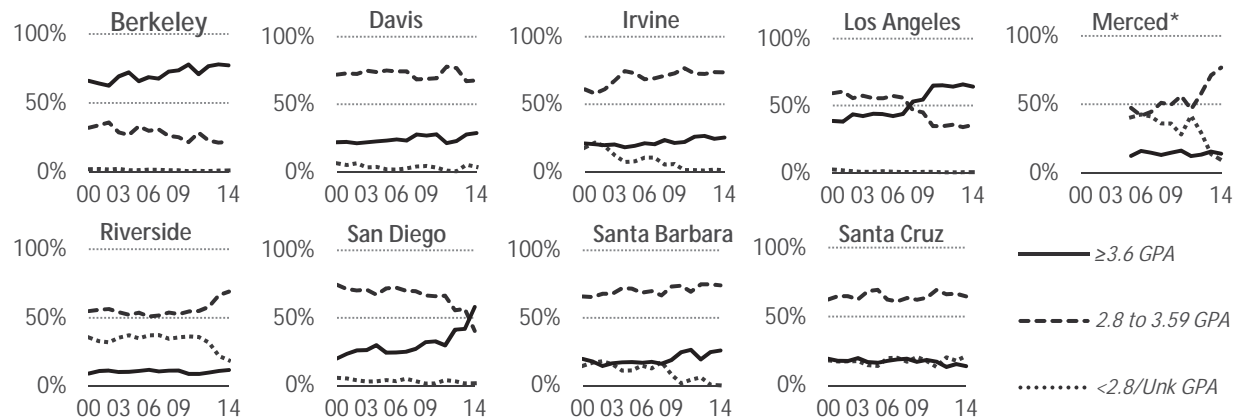 Berkeley
100%
50%
0%
00 03 06 09 14
Davis
100%
50%
0%
00 03 06 09 14
Irvine
100%
50%
0%
00 03 06 09 14
Los Angeles
100%
50%
0%
00 03 06 09 14
Merced*
100%
50%
0%
00 03 06 09 14
Riverside
100%
50%
0%
00 03 06 09 14
San Diego
100%
50%
0%
00 03 06 09 14
Santa Barbara
100%
50%
0%
00 03 06 09 14
Santa Cruz
100%
50%
0%
00 03 06 09 14
≥3.6 GPA
2.8 to 3.59 GPA
<2.8/Unk GPA